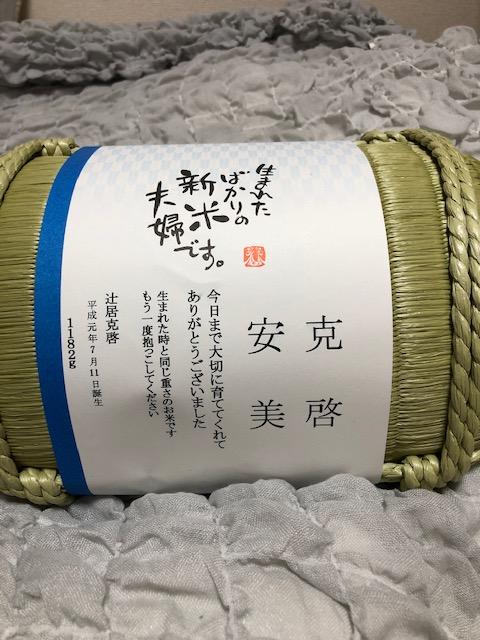 克啓
安美
生まれた
ばかりの
新米
夫婦です。
今日まで大切に育ててくれて
ありがとうございました
生まれた時と同じ重さのお米です
もう一度抱っこしてください
辻居克啓
平成元年7月11日誕生
1182g